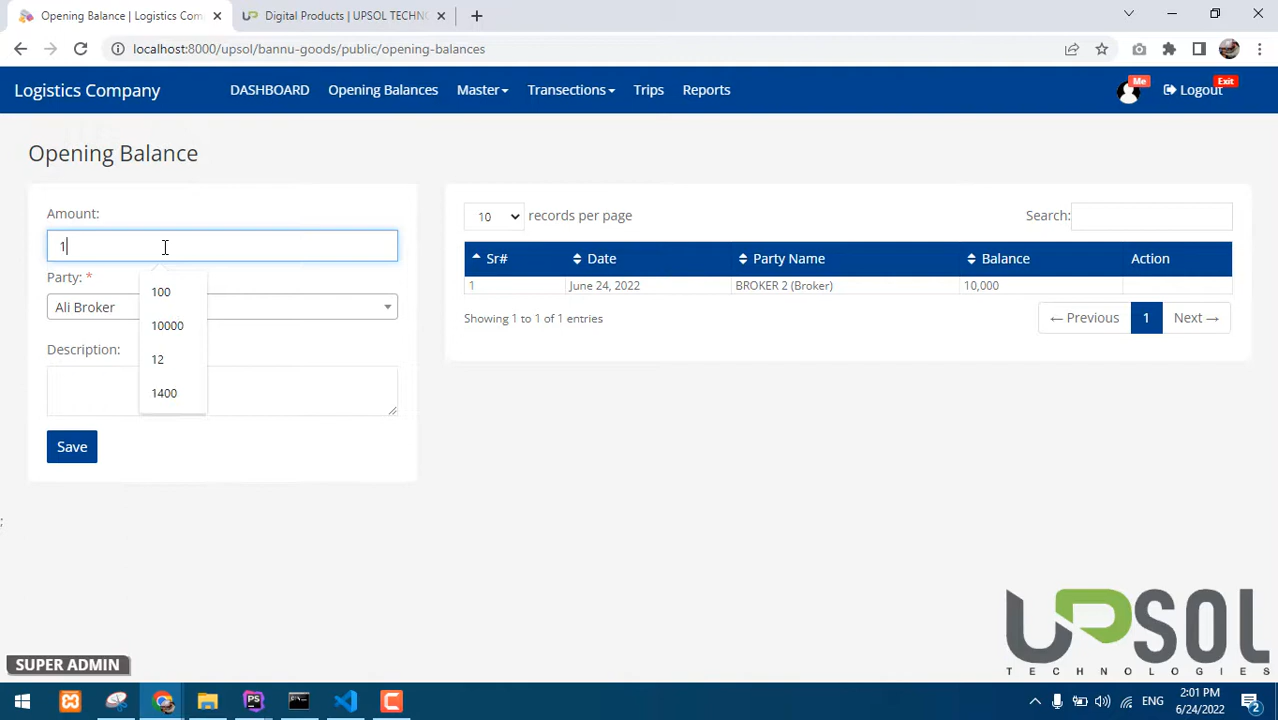 Opening Balance | Logistics Com
Digital Products | UPSOL TECHN
localhost:8000/upsol/bannu-goods/public/opening-balances
Logistics Company
DASHBOARD
Opening Balances
Master
Transections
Trips
Reports
Me
Logout
Exit
Opening Balance
Amount:
1
100
10000
12
1400
Party: *
Ali Broker
Description:
Save
10 records per page
Search:
Sr# Date Party Name Balance Action
1 June 24, 2022 BROKER 2 (Broker) 10,000
Showing 1 to 1 of 1 entries
← Previous 1 Next →
;
UPSOL
TECHNOLOGIES
SUPER ADMIN
PS
ENG
2:01 PM
6/24/2022
2